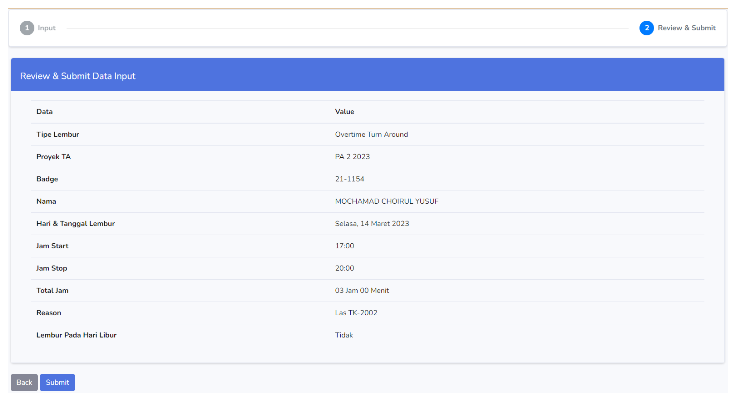 1 Input 2 Review & Submit
Review & Submit Data Input
Data Value
Tipe Lembur Overtime Turn Around
Proyek TA PA 2 2023
Badge 21-1154
Nama MOCHAMAD CHOIRUL YUSUF
Hari & Tanggal Lembur Selasa, 14 Maret 2023
Jam Start 17:00
Jam Stop 20:00
Total Jam 03 Jam 00 Menit
Reason Las TK-2002
Lembur Pada Hari Libur Tidak
Back Submit